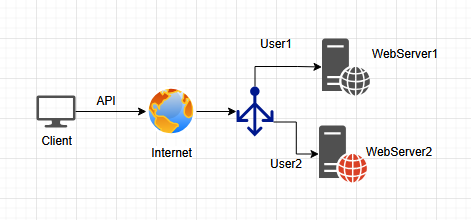 User1
WebServer1
API
Client
Internet
User2
WebServer2